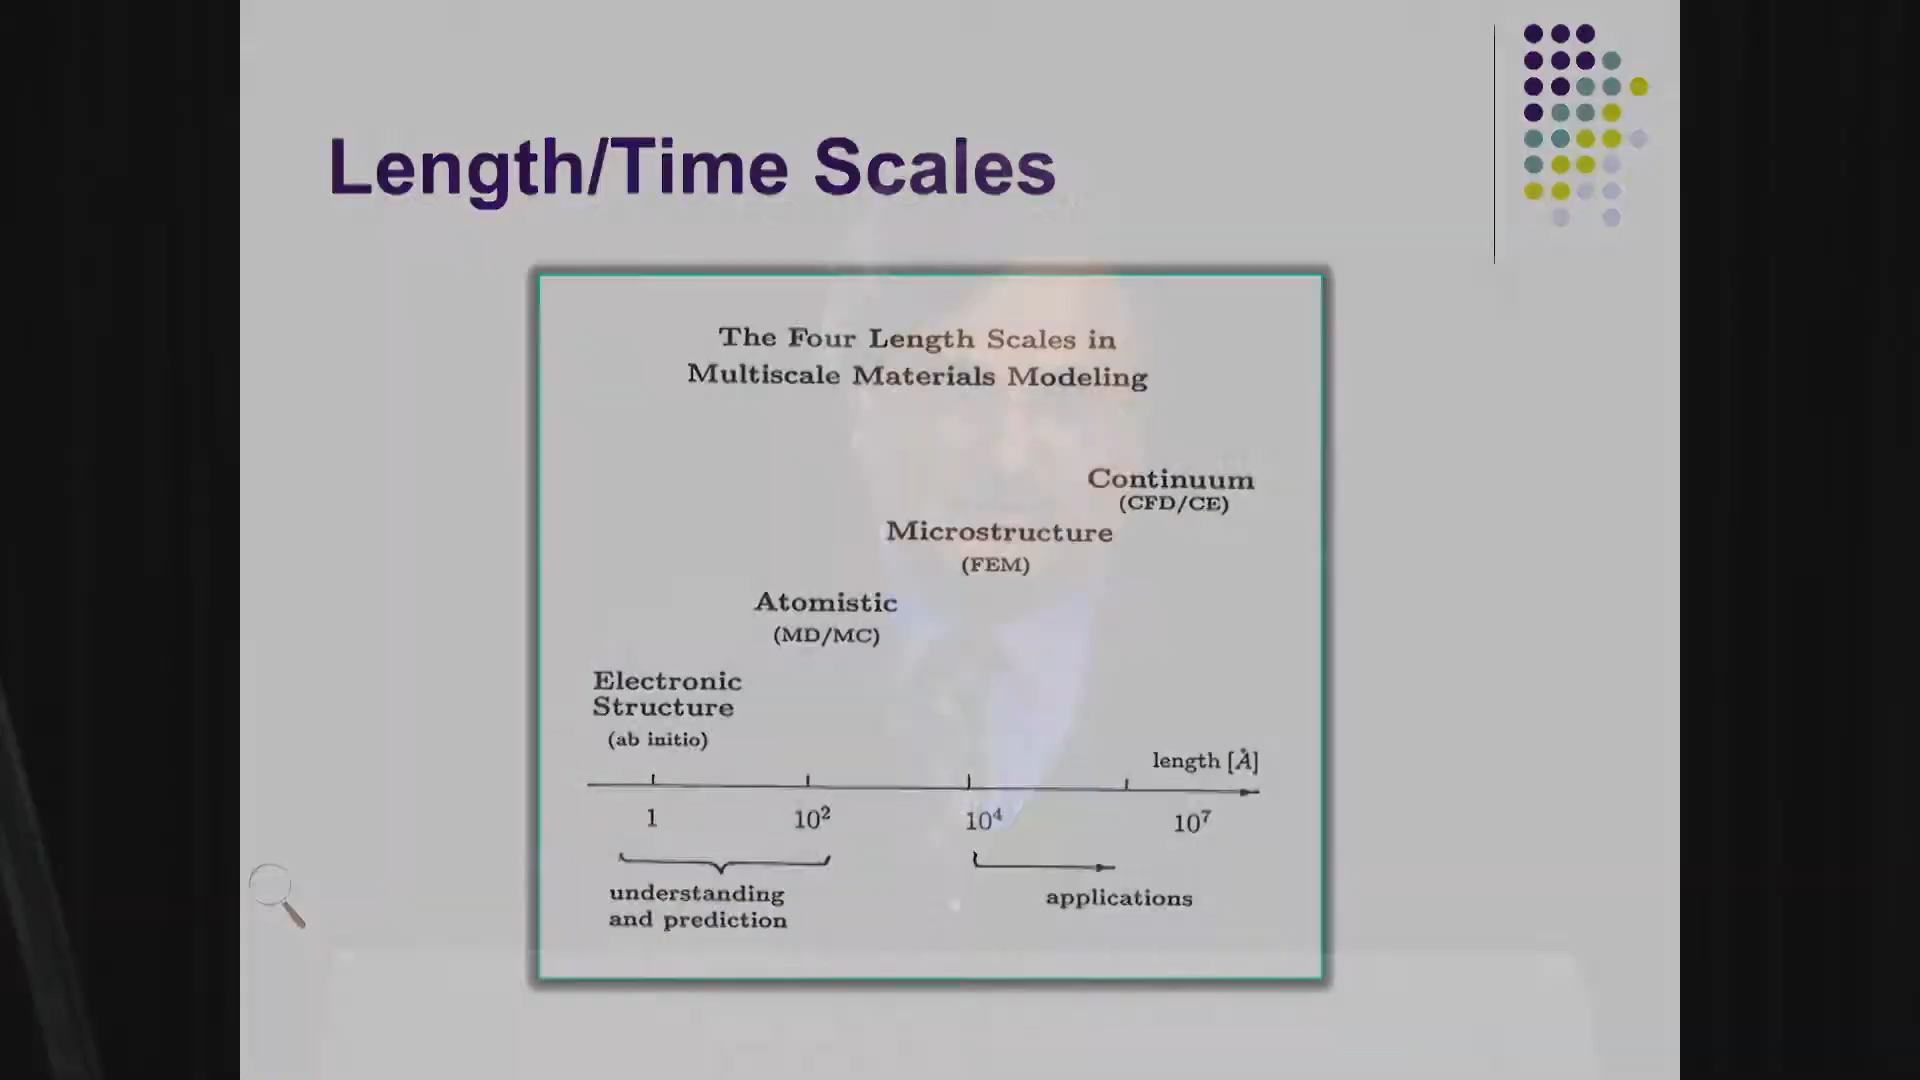 Length/Time Scales
The Four Length Scales in
Multiscale Materials Modeling
Continuum
(CFD/CE)
Microstructure
(FEM)
Atomistic
(MD/MC)
Electronic
Structure
(ab initio)
length [Å]
1 10² 10⁴ 10⁷
understanding
and prediction
applications